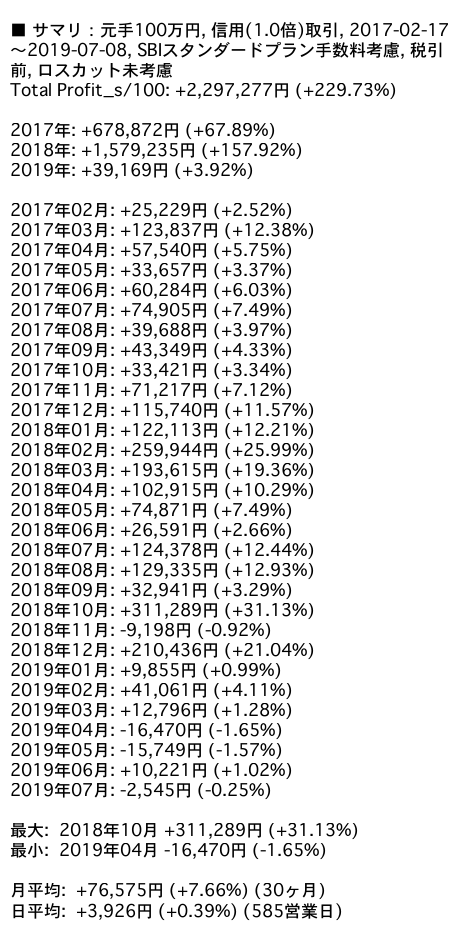 ■ サマリ：元手100万円, 信用(1.0倍)取引, 2017-02-17
～2019-07-08, SBIスタンダードプラン手数料考慮, 税引
前, ロスカット未考慮
Total Profit_s/100: +2,297,277円 (+229.73%)
2017年: +678,872円 (+67.89%)
2018年: +1,579,235円 (+157.92%)
2019年: +39,169円 (+3.92%)
2017年02月: +25,229円 (+2.52%)
2017年03月: +123,837円 (+12.38%)
2017年04月: +57,540円 (+5.75%)
2017年05月: +33,657円 (+3.37%)
2017年06月: +60,284円 (+6.03%)
2017年07月: +74,905円 (+7.49%)
2017年08月: +39,688円 (+3.97%)
2017年09月: +43,349円 (+4.33%)
2017年10月: +33,421円 (+3.34%)
2017年11月: +71,217円 (+7.12%)
2017年12月: +115,740円 (+11.57%)
2018年01月: +122,113円 (+12.21%)
2018年02月: +259,944円 (+25.99%)
2018年03月: +193,615円 (+19.36%)
2018年04月: +102,915円 (+10.29%)
2018年05月: +74,871円 (+7.49%)
2018年06月: +26,591円 (+2.66%)
2018年07月: +124,378円 (+12.44%)
2018年08月: +129,335円 (+12.93%)
2018年09月: +32,941円 (+3.29%)
2018年10月: +311,289円 (+31.13%)
2018年11月: -9,198円 (-0.92%)
2018年12月: +210,436円 (+21.04%)
2019年01月: +9,855円 (+0.99%)
2019年02月: +41,061円 (+4.11%)
2019年03月: +12,796円 (+1.28%)
2019年04月: -16,470円 (-1.65%)
2019年05月: -15,749円 (-1.57%)
2019年06月: +10,221円 (+1.02%)
2019年07月: -2,545円 (-0.25%)
最大: 2018年10月 +311,289円 (+31.13%)
最小: 2019年04月 -16,470円 (-1.65%)
月平均: +76,575円 (+7.66%) (30ヶ月)
日平均: +3,926円 (+0.39%) (585営業日)